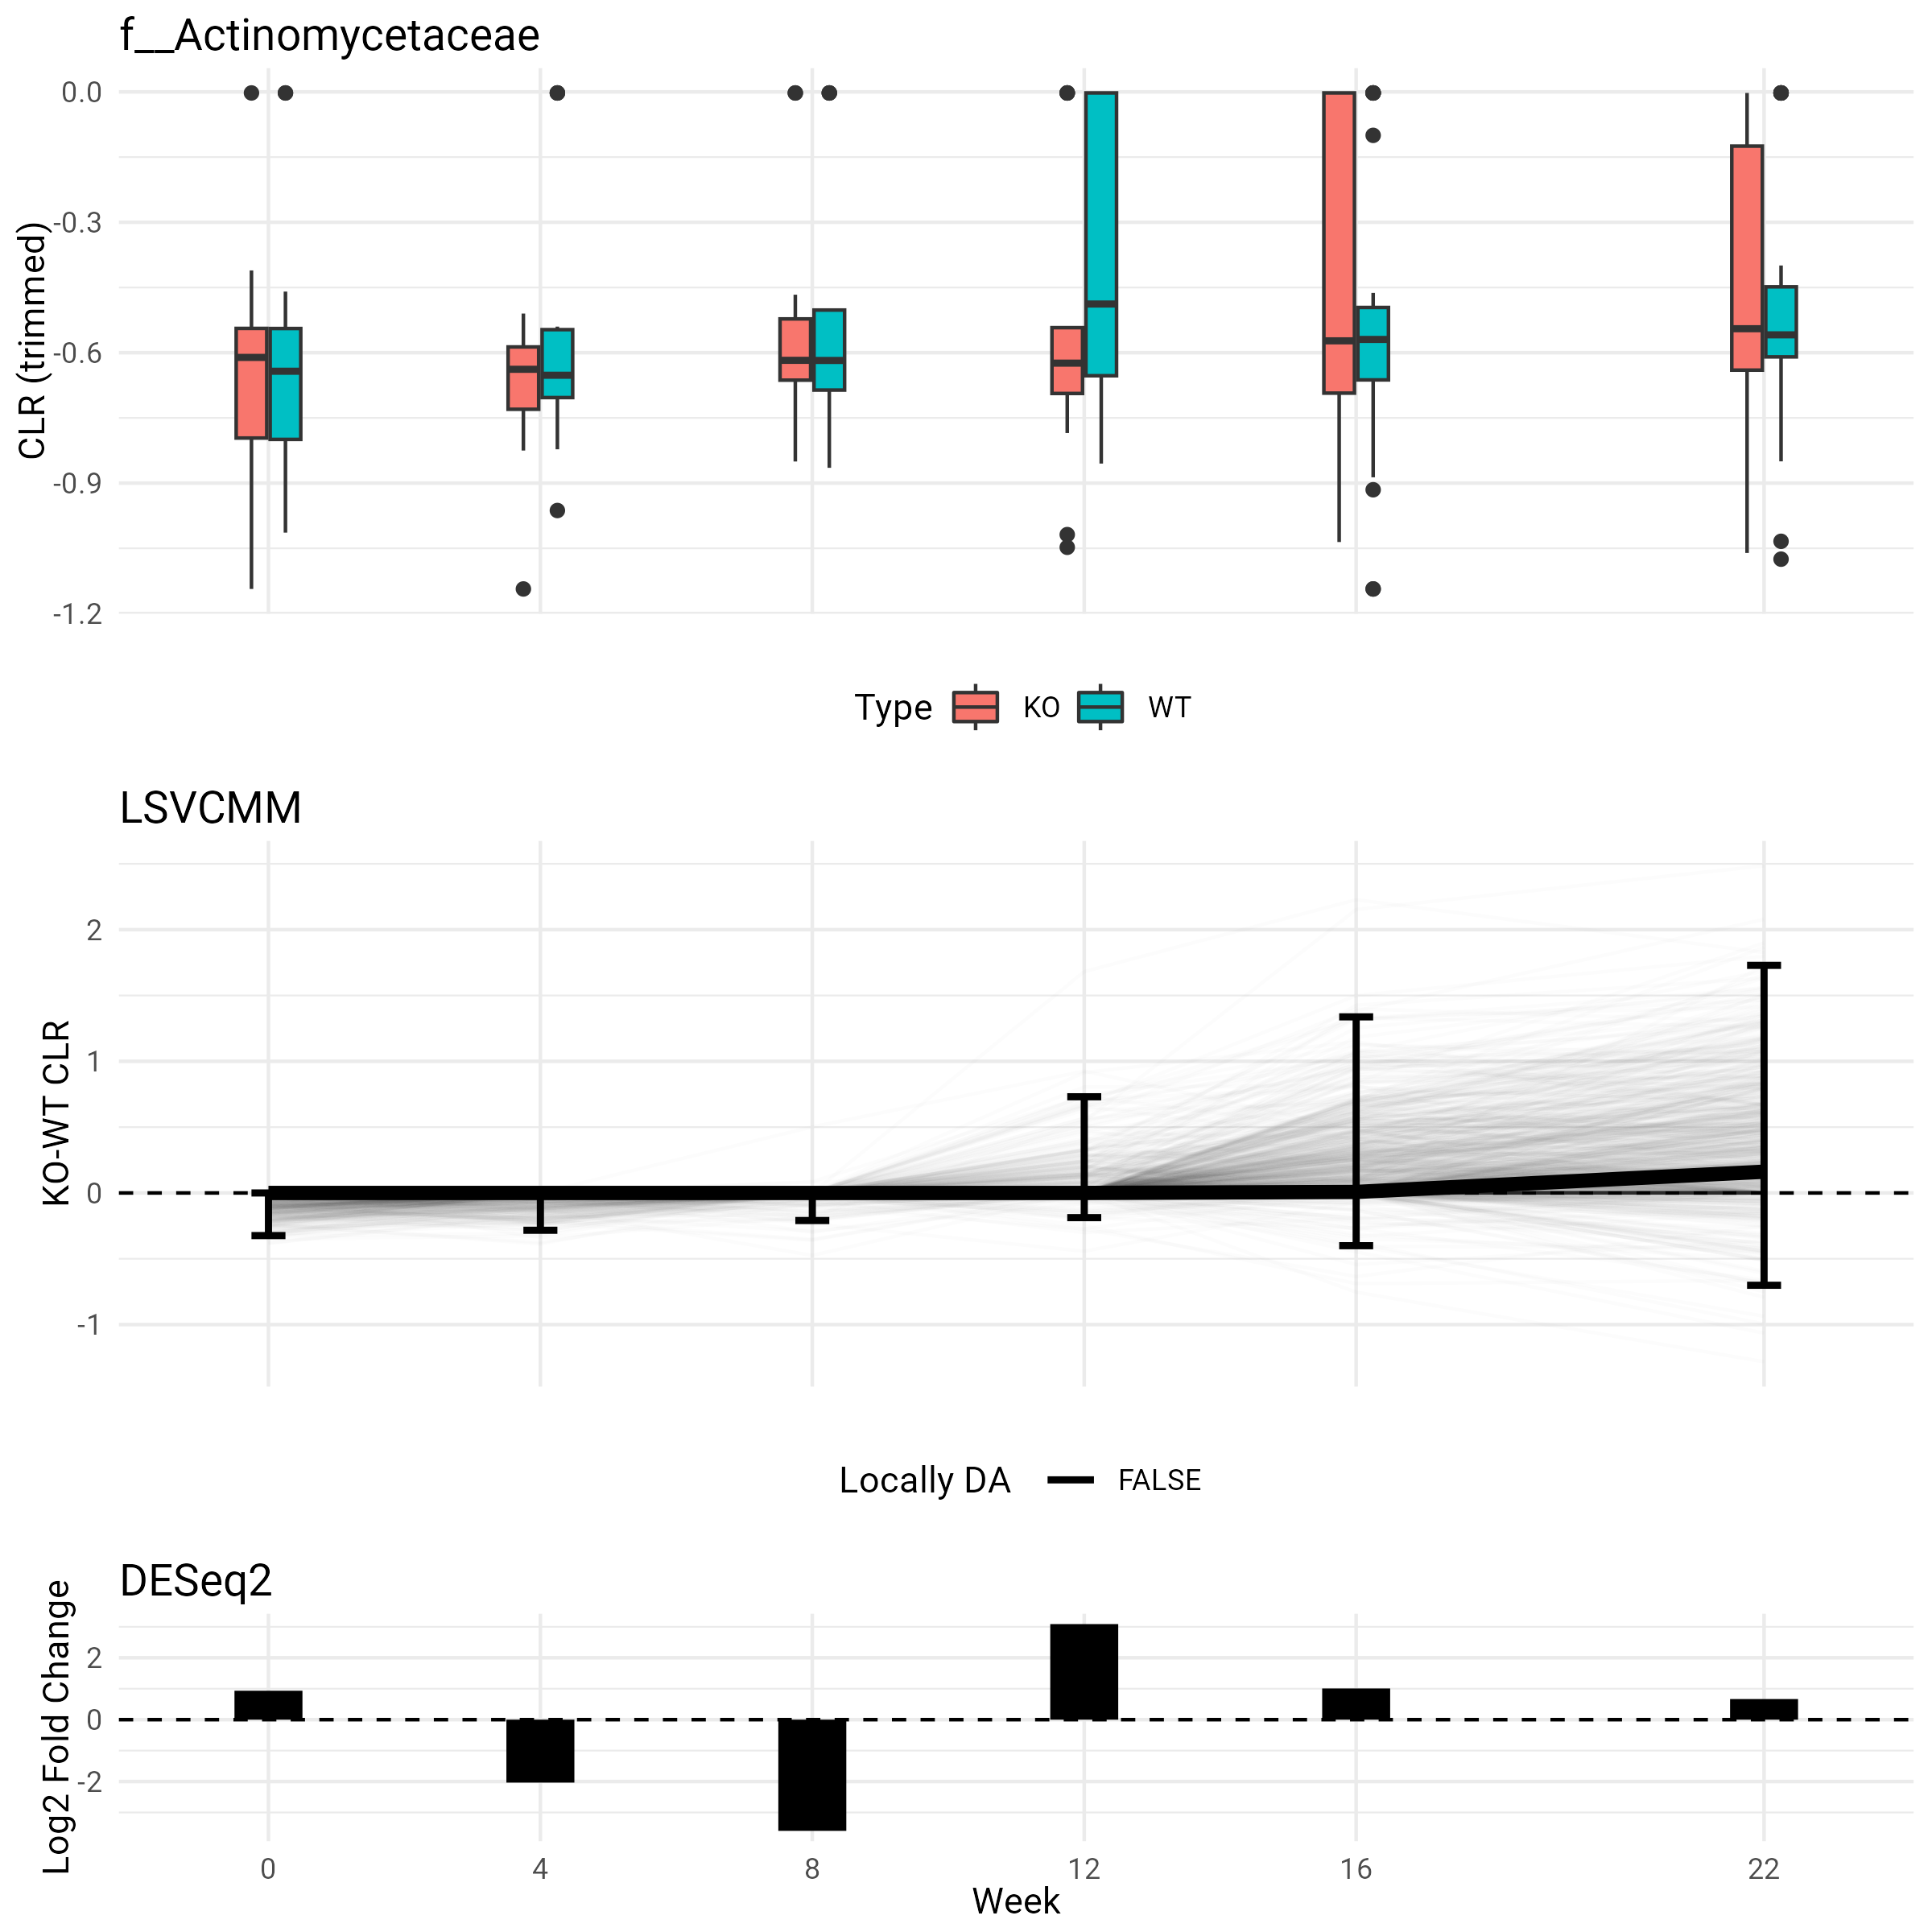 f__Actinomycetaceae
CLR (trimmed)
0.0
-0.3
-0.6
-0.9
-1.2
Type KO WT
LSVCMM
KO-WT CLR
2
1
0
-1
Locally DA FALSE
DESeq2
Log2 Fold Change
2
0
-2
0 4 8 12 16 22
Week